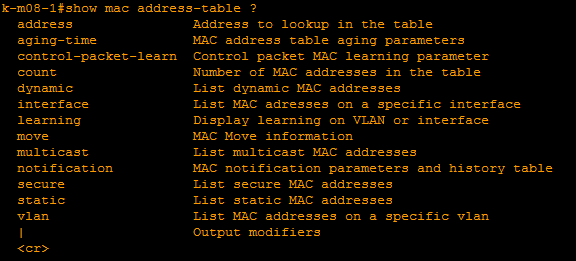 k-m08-1#show mac address-table ?
  address              Address to lookup in the table
  aging-time           MAC address table aging parameters
  control-packet-learn  Control packet MAC learning parameter
  count                Number of MAC addresses in the table
  dynamic              List dynamic MAC addresses
  interface            List MAC adresses on a specific interface
  learning             Display learning on VLAN or interface
  move                 MAC Move information
  multicast            List multicast MAC addresses
  notification         MAC notification parameters and history table
  secure               List secure MAC addresses
  static               List static MAC addresses
  vlan                 List MAC addresses on a specific vlan
  |                    Output modifiers
  <cr>